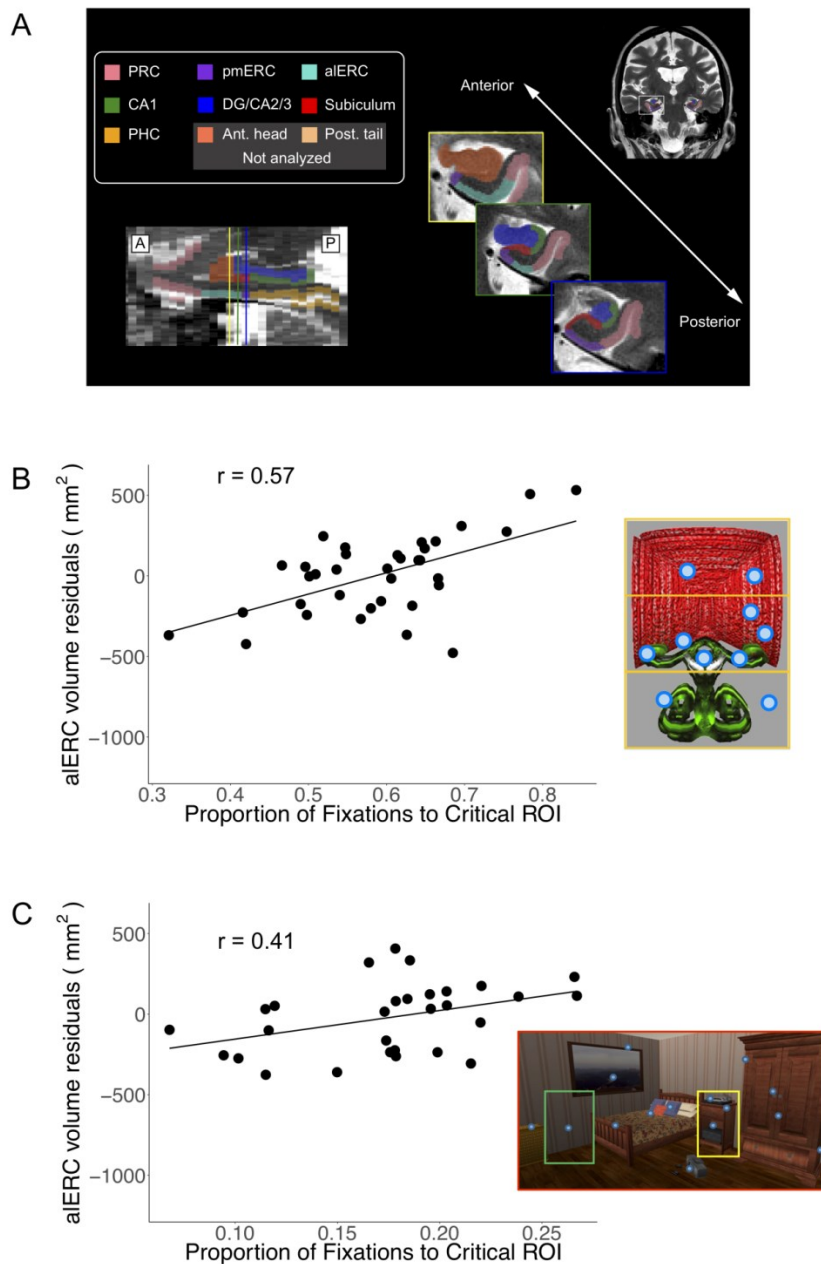 A
PRC
pmERC
alERC
CA1
DG/CA2/3
Subiculum
PHC
Ant. head
Post. tail
Not analyzed
Anterior
Posterior
A
P
B
r = 0.57
alERC volume residuals ( mm² )
500
0
−500
−1000
0.3 0.4 0.5 0.6 0.7 0.8
Proportion of Fixations to Critical ROI
C
r = 0.41
alERC volume residuals ( mm² )
500
0
−500
−1000
0.10 0.15 0.20 0.25
Proportion of Fixations to Critical ROI